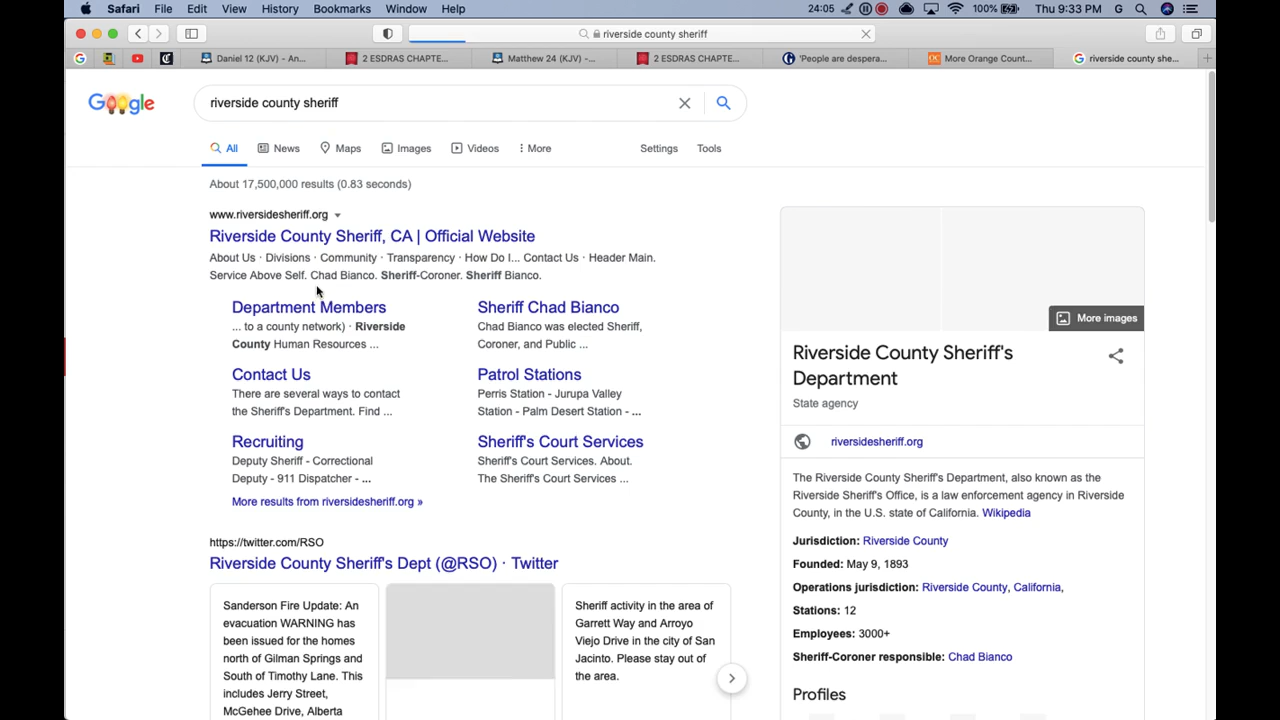 Safari File Edit View History Bookmarks Window Help 24:05 100% Thu 9:33 PM G
riverside county sheriff
Daniel 12 (KJV) - An... 2 ESDRAS CHAPTE... Matthew 24 (KJV) -... 2 ESDRAS CHAPTE... 'People are despera... More Orange Count... riverside county she...
Google
riverside county sheriff
All News Maps Images Videos More Settings Tools
About 17,500,000 results (0.83 seconds)
www.riversidesheriff.org
Riverside County Sheriff, CA | Official Website
About Us · Divisions · Community · Transparency · How Do I... Contact Us · Header Main.
Service Above Self. Chad Bianco. Sheriff-Coroner. Sheriff Bianco.
Department Members
... to a county network) · Riverside
County Human Resources ...
Sheriff Chad Bianco
Chad Bianco was elected Sheriff,
Coroner, and Public ...
Contact Us
There are several ways to contact
the Sheriff's Department. Find ...
Patrol Stations
Perris Station - Jurupa Valley
Station - Palm Desert Station - ...
Recruiting
Deputy Sheriff - Correctional
Deputy - 911 Dispatcher - ...
Sheriff's Court Services
Sheriff's Court Services. About.
The Sheriff's Court Services ...
More results from riversidesheriff.org »
https://twitter.com/RSO
Riverside County Sheriff's Dept (@RSO) · Twitter
Sanderson Fire Update: An
evacuation WARNING has
been issued for the homes
north of Gilman Springs and
South of Timothy Lane. This
includes Jerry Street,
McGehee Drive, Alberta
Sheriff activity in the area of
Garrett Way and Arroyo
Viejo Drive in the city of San
Jacinto. Please stay out of
the area.
More images
Riverside County Sheriff's
Department
State agency
riversidesheriff.org
The Riverside County Sheriff's Department, also known as the
Riverside Sheriff's Office, is a law enforcement agency in Riverside
County, in the U.S. state of California. Wikipedia
Jurisdiction: Riverside County
Founded: May 9, 1893
Operations jurisdiction: Riverside County, California,
Stations: 12
Employees: 3000+
Sheriff-Coroner responsible: Chad Bianco
Profiles